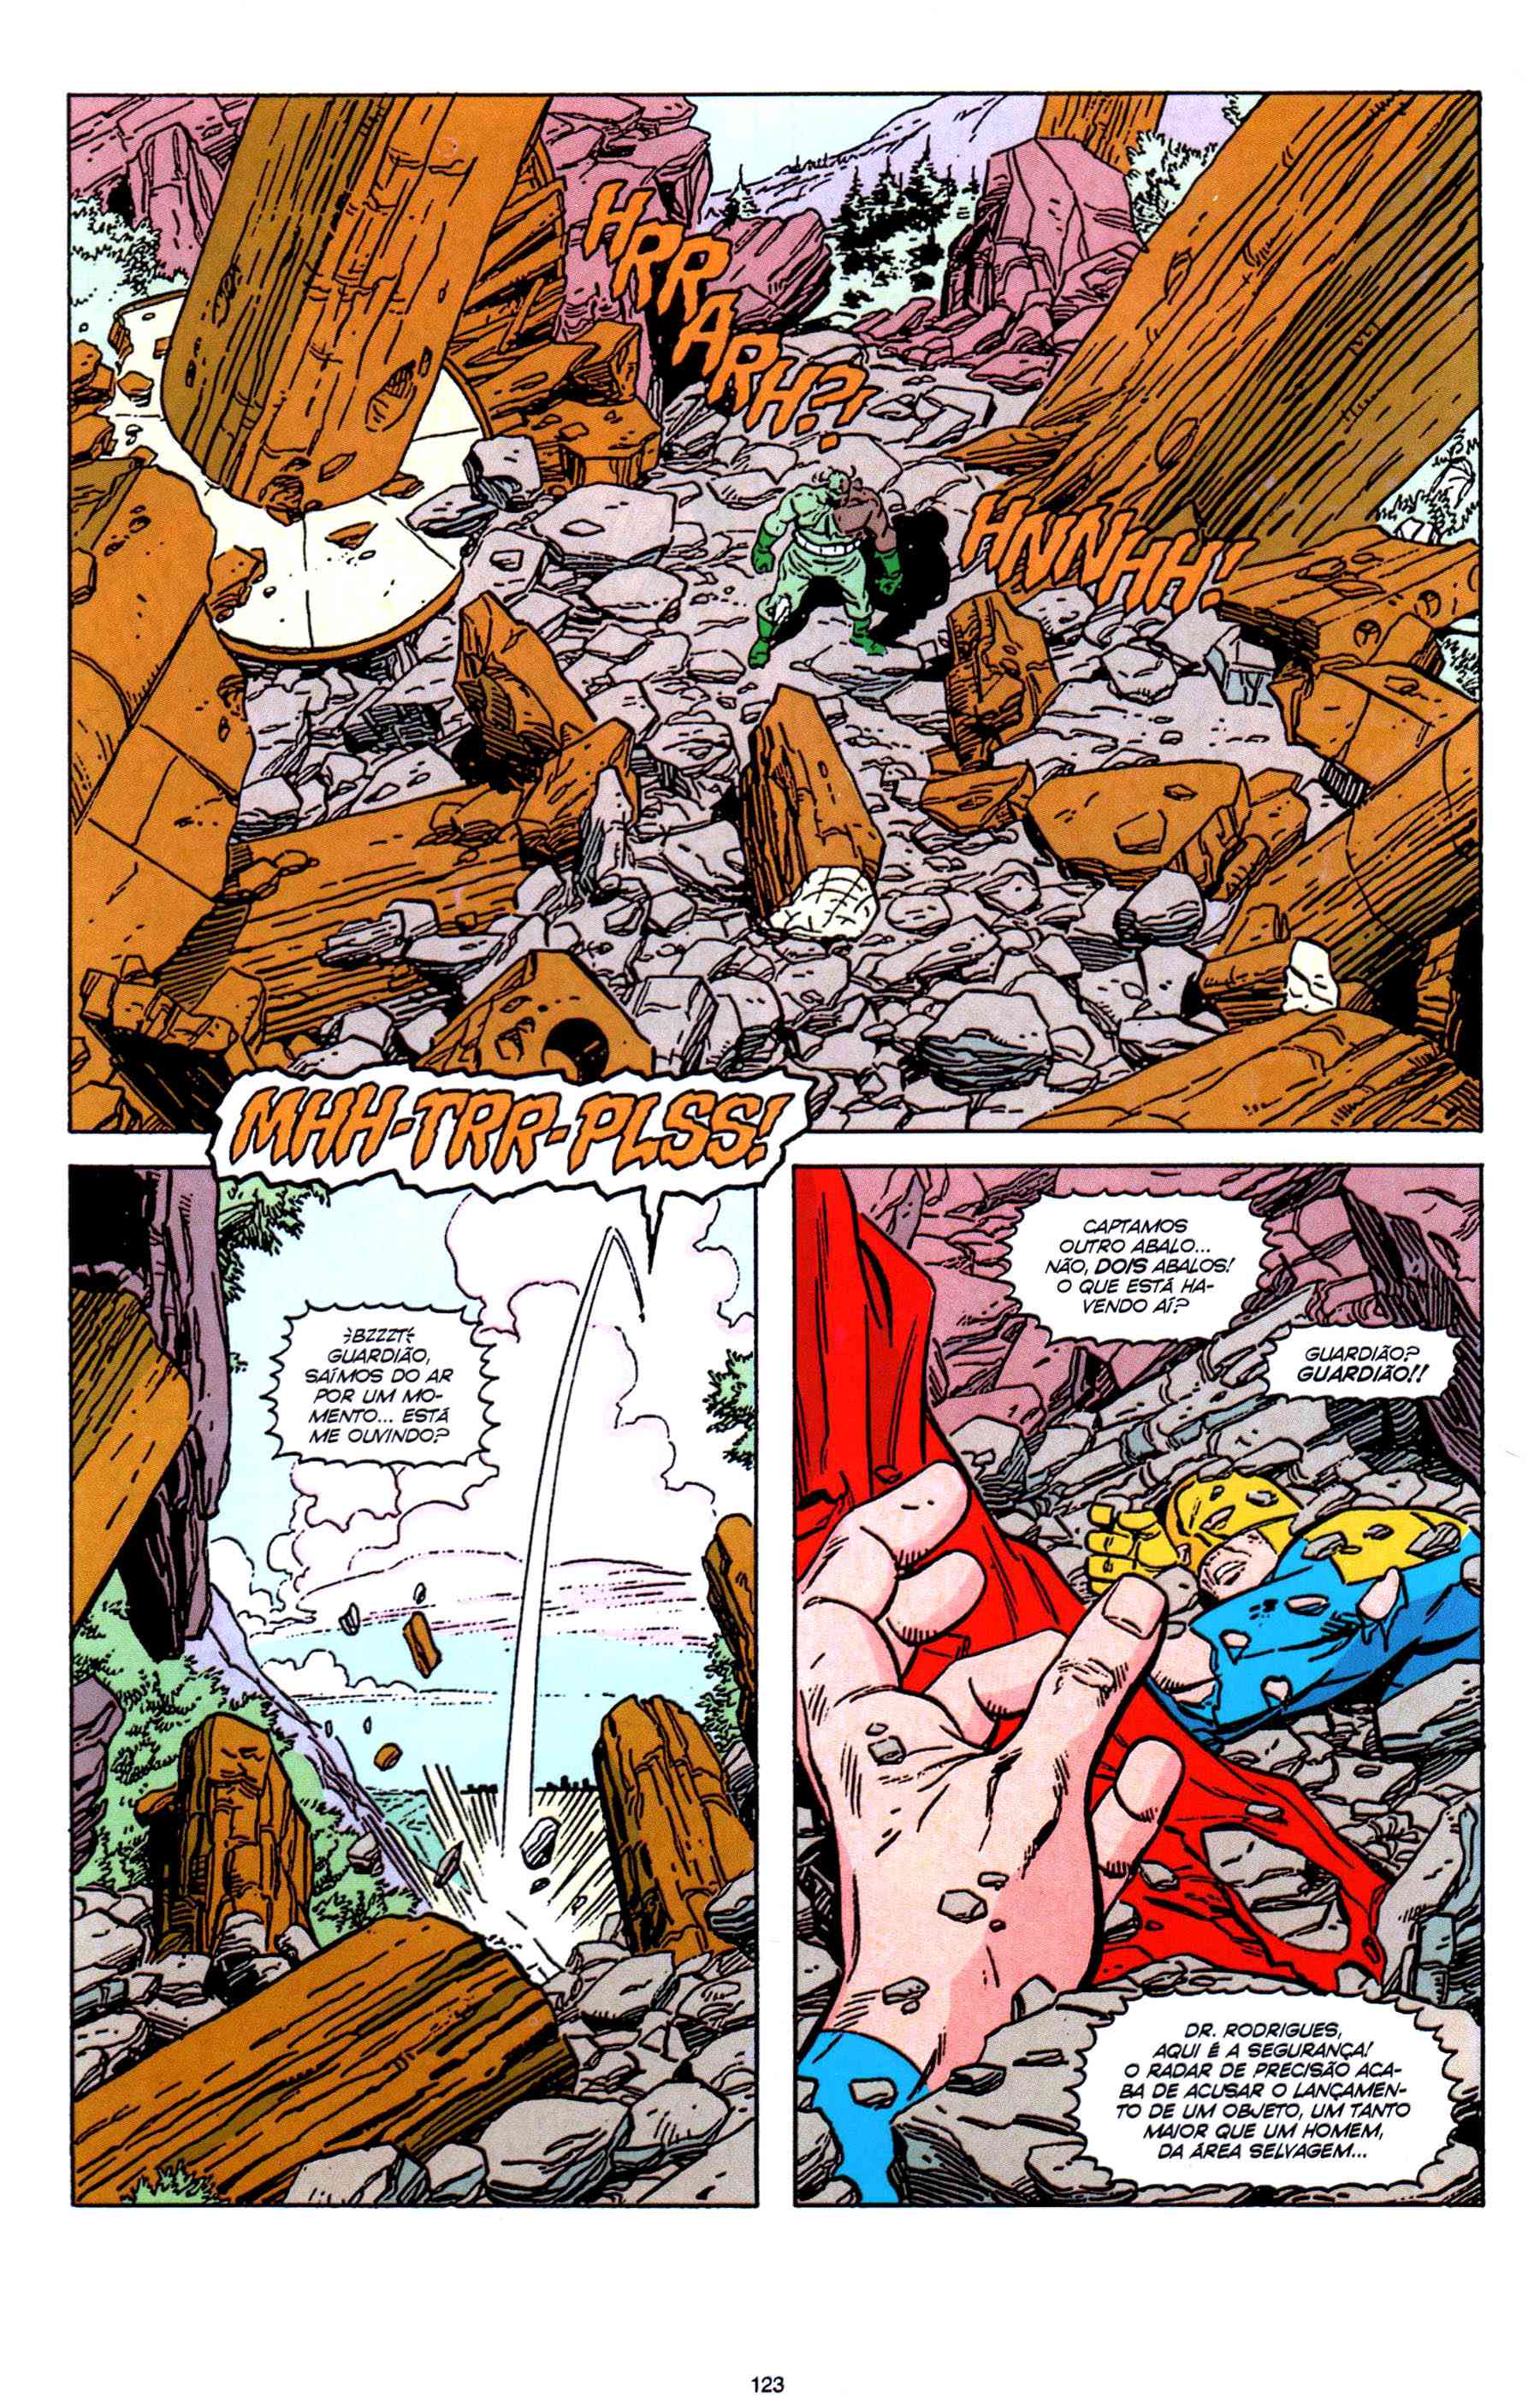 HRRARRH?!
HNNNHH!
MHH-TRR-PLSS!
BZZZT
GUARDIÃO,
SAÍMOS DO AR
POR UM MO-
MENTO... ESTÁ
ME OUVINDO?
CAPTAMOS
OUTRO ABALO...
NÃO, DOIS ABALOS!
O QUE ESTÁ HA-
VENDO AÍ?
GUARDIÃO?
GUARDIÃO!!
DR. RODRIGUES,
AQUI É A SEGURANÇA!
O RADAR DE PRECISÃO ACA-
BA DE ACUSAR O LANÇAMEN-
TO DE UM OBJETO, UM TANTO
MAIOR QUE UM HOMEM,
DA ÁREA SELVAGEM...
123